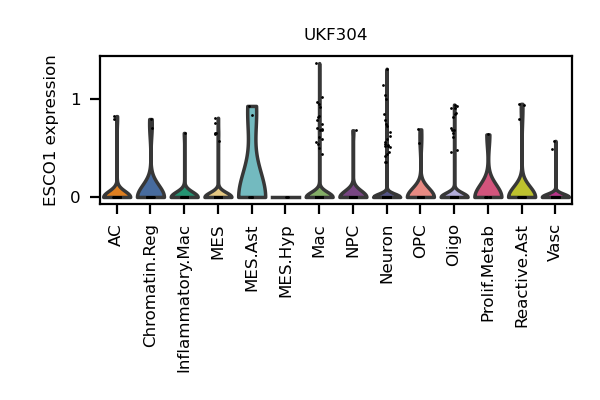 UKF304
ESCO1 expression
1
0
AC
Chromatin.Reg
Inflammatory.Mac
MES
MES.Ast
MES.Hyp
Mac
NPC
Neuron
OPC
Oligo
Prolif.Metab
Reactive.Ast
Vasc